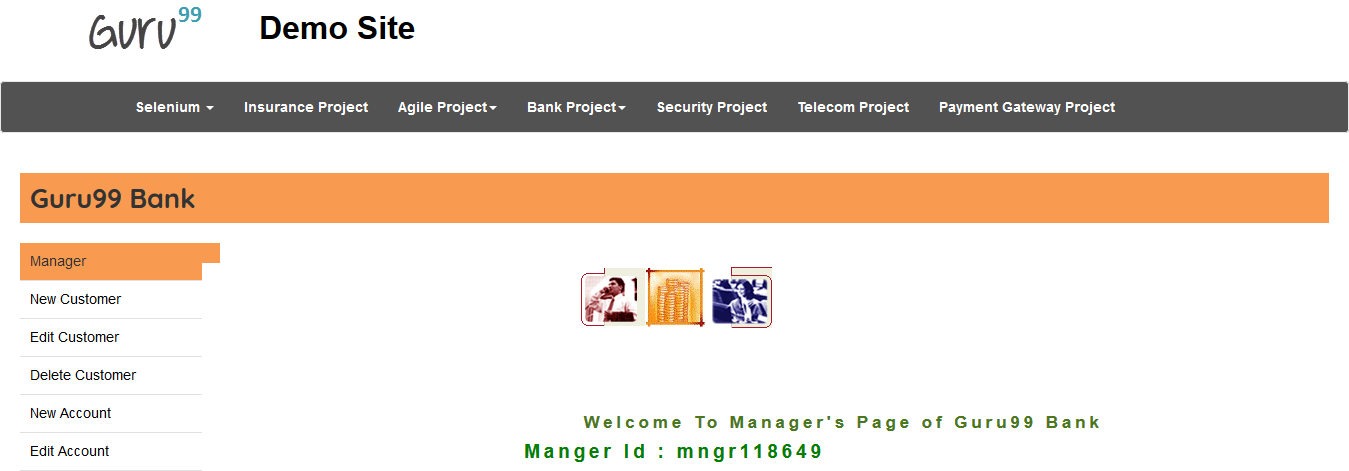 Guru99 Demo Site
Selenium Insurance Project Agile Project Bank Project Security Project Telecom Project Payment Gateway Project
Guru99 Bank
Manager
New Customer
Edit Customer
Delete Customer
New Account
Edit Account
Welcome To Manager's Page of Guru99 Bank
Manger Id : mngr118649